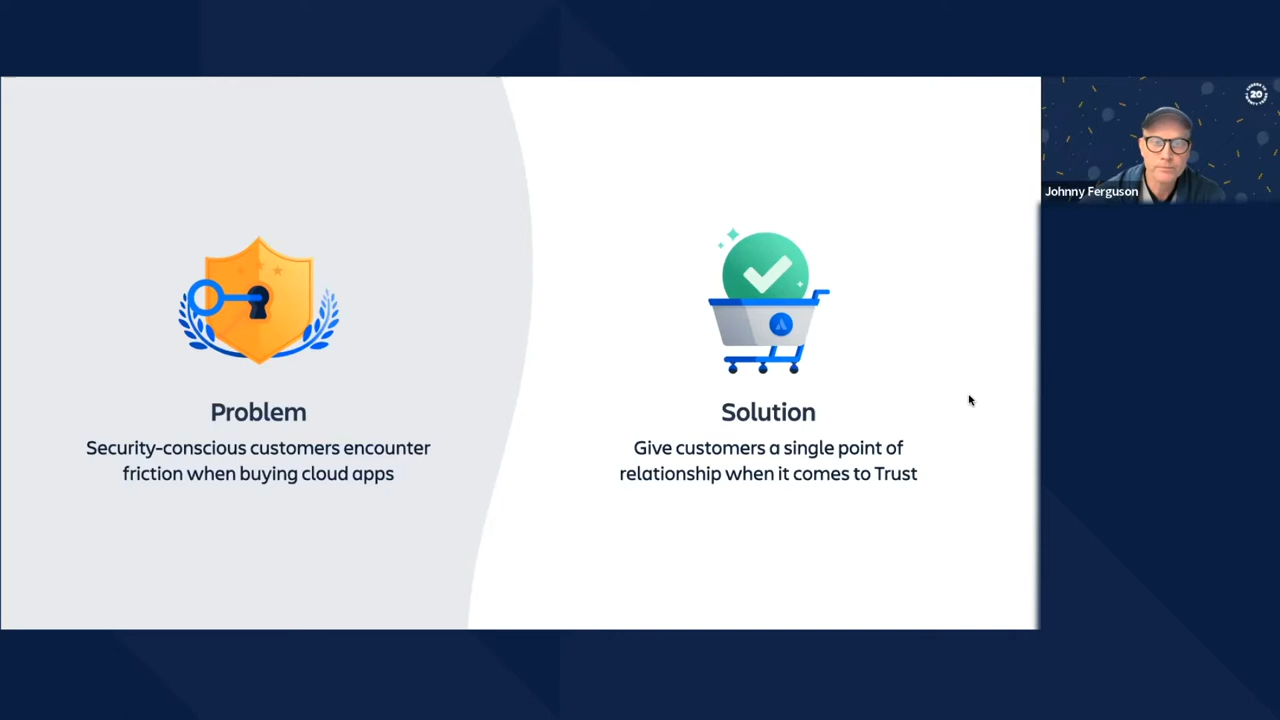 Problem
Security-conscious customers encounter
friction when buying cloud apps
Solution
Give customers a single point of
relationship when it comes to Trust
Johnny Ferguson
20